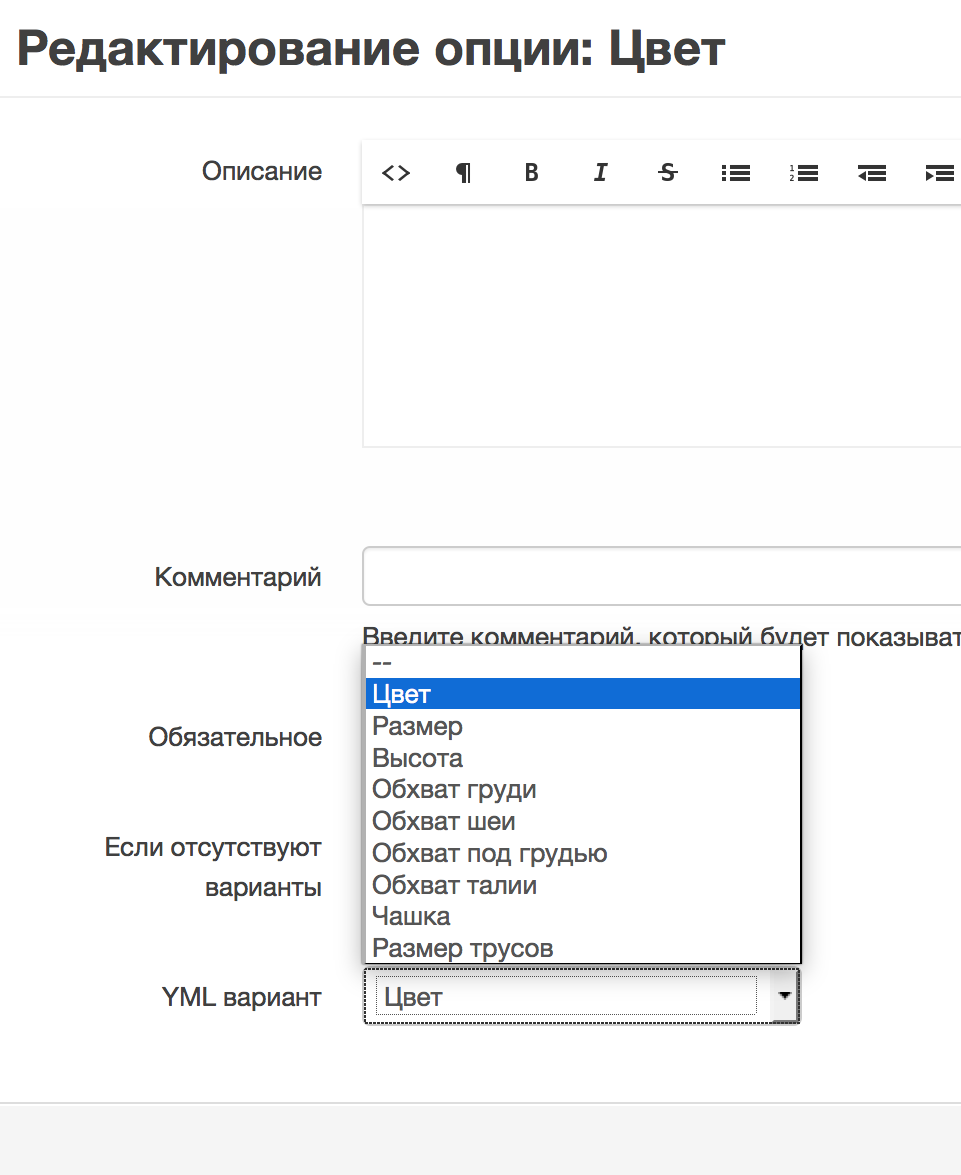 Редактирование опции: Цвет
Описание
<> ¶ B I S
Комментарий
Введите комментарий, который будет показыват
--
Цвет
Размер
Обязательное
Высота
Обхват груди
Обхват шеи
Если отсутствуют
варианты
Обхват под грудью
Обхват талии
Чашка
Размер трусов
YML вариант
Цвет